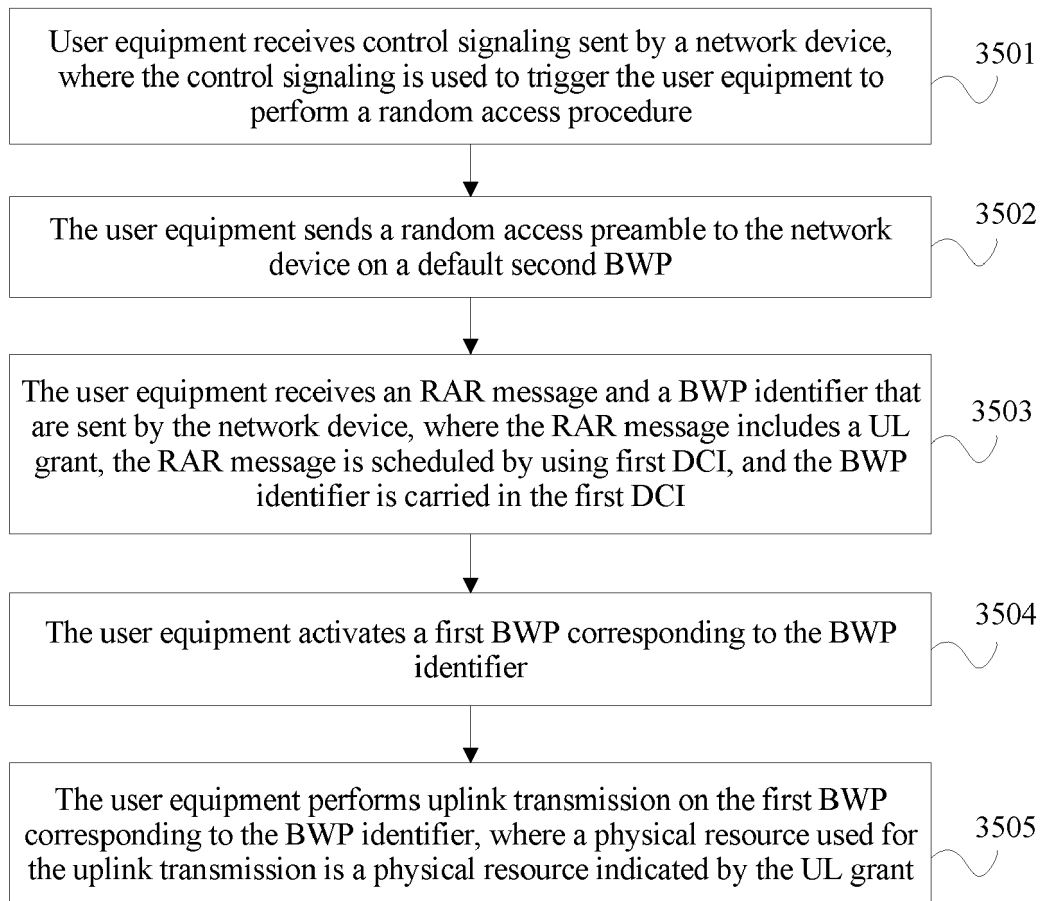 User equipment receives control signaling sent by a network device,
where the control signaling is used to trigger the user equipment to
perform a random access procedure
3501
The user equipment sends a random access preamble to the network
device on a default second BWP
3502
The user equipment receives an RAR message and a BWP identifier that
are sent by the network device, where the RAR message includes a UL
grant, the RAR message is scheduled by using first DCI, and the BWP
identifier is carried in the first DCI
3503
The user equipment activates a first BWP corresponding to the BWP
identifier
3504
The user equipment performs uplink transmission on the first BWP
corresponding to the BWP identifier, where a physical resource used for
the uplink transmission is a physical resource indicated by the UL grant
3505